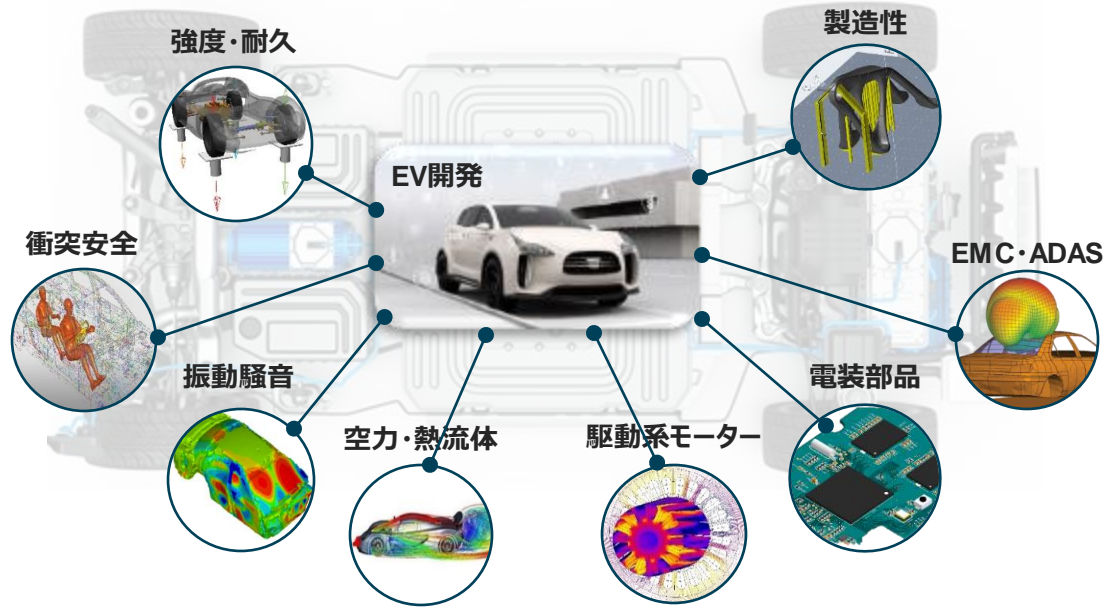 強度・耐久
製造性
EV開発
衝突安全
EMC・ADAS
振動騒音
電装部品
空力・熱流体
駆動系モーター